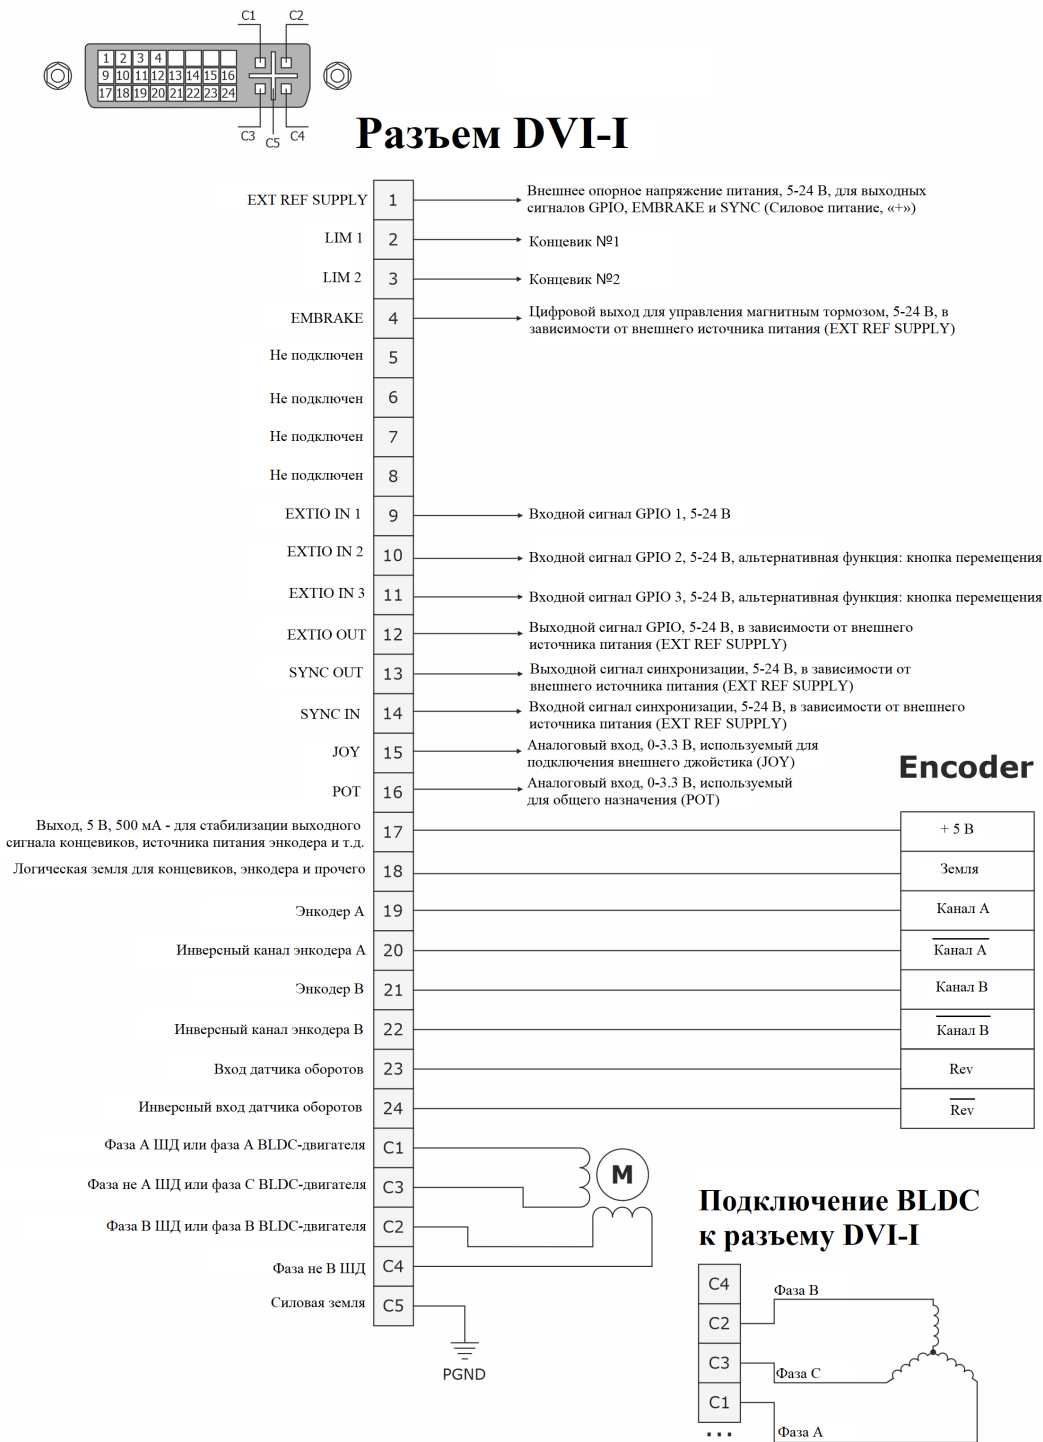 C1 C2
1 2 3 4
9 10 11 12 13 14 15 16
17 18 19 20 21 22 23 24
C3 C5 C4
Разъем DVI-I
EXT REF SUPPLY 1 Внешнее опорное напряжение питания, 5-24 В, для выходных
сигналов GPIO, EMBRAKE и SYNC (Силовое питание, «+»)
LIM 1 2 Концевик №1
LIM 2 3 Концевик №2
EMBRAKE 4 Цифровой выход для управления магнитным тормозом, 5-24 В, в
зависимости от внешнего источника питания (EXT REF SUPPLY)
Не подключен 5
Не подключен 6
Не подключен 7
Не подключен 8
EXTIO IN 1 9 Входной сигнал GPIO 1, 5-24 В
EXTIO IN 2 10 Входной сигнал GPIO 2, 5-24 В, альтернативная функция: кнопка перемещения
EXTIO IN 3 11 Входной сигнал GPIO 3, 5-24 В, альтернативная функция: кнопка перемещения
EXTIO OUT 12 Выходной сигнал GPIO, 5-24 В, в зависимости от внешнего
источника питания (EXT REF SUPPLY)
SYNC OUT 13 Выходной сигнал синхронизации, 5-24 В, в зависимости от
внешнего источника питания (EXT REF SUPPLY)
SYNC IN 14 Входной сигнал синхронизации, 5-24 В, в зависимости от внешнего
источника питания (EXT REF SUPPLY)
JOY 15 Аналоговый вход, 0-3.3 В, используемый для
подключения внешнего джойстика (JOY)
POT 16 Аналоговый вход, 0-3.3 В, используемый
для общего назначения (POT)
Encoder
Выход, 5 В, 500 мА - для стабилизации выходного
сигнала концевиков, источника питания энкодера и т.д. 17 + 5 В
Логическая земля для концевиков, энкодера и прочего 18 Земля
Энкодер А 19 Канал А
Инверсный канал энкодера А 20 Канал А
Энкодер В 21 Канал В
Инверсный канал энкодера В 22 Канал В
Вход датчика оборотов 23 Rev
Инверсный вход датчика оборотов 24 Rev
Фаза А ШД или фаза А BLDC-двигателя C1
M
Фаза не А ШД или фаза С BLDC-двигателя C3
Фаза В ШД или фаза В BLDC-двигателя C2
Фаза не В ШД C4
Силовая земля C5
PGND
Подключение BLDC
к разъему DVI-I
C4
C2 Фаза В
C3 Фаза С
C1 Фаза А
...